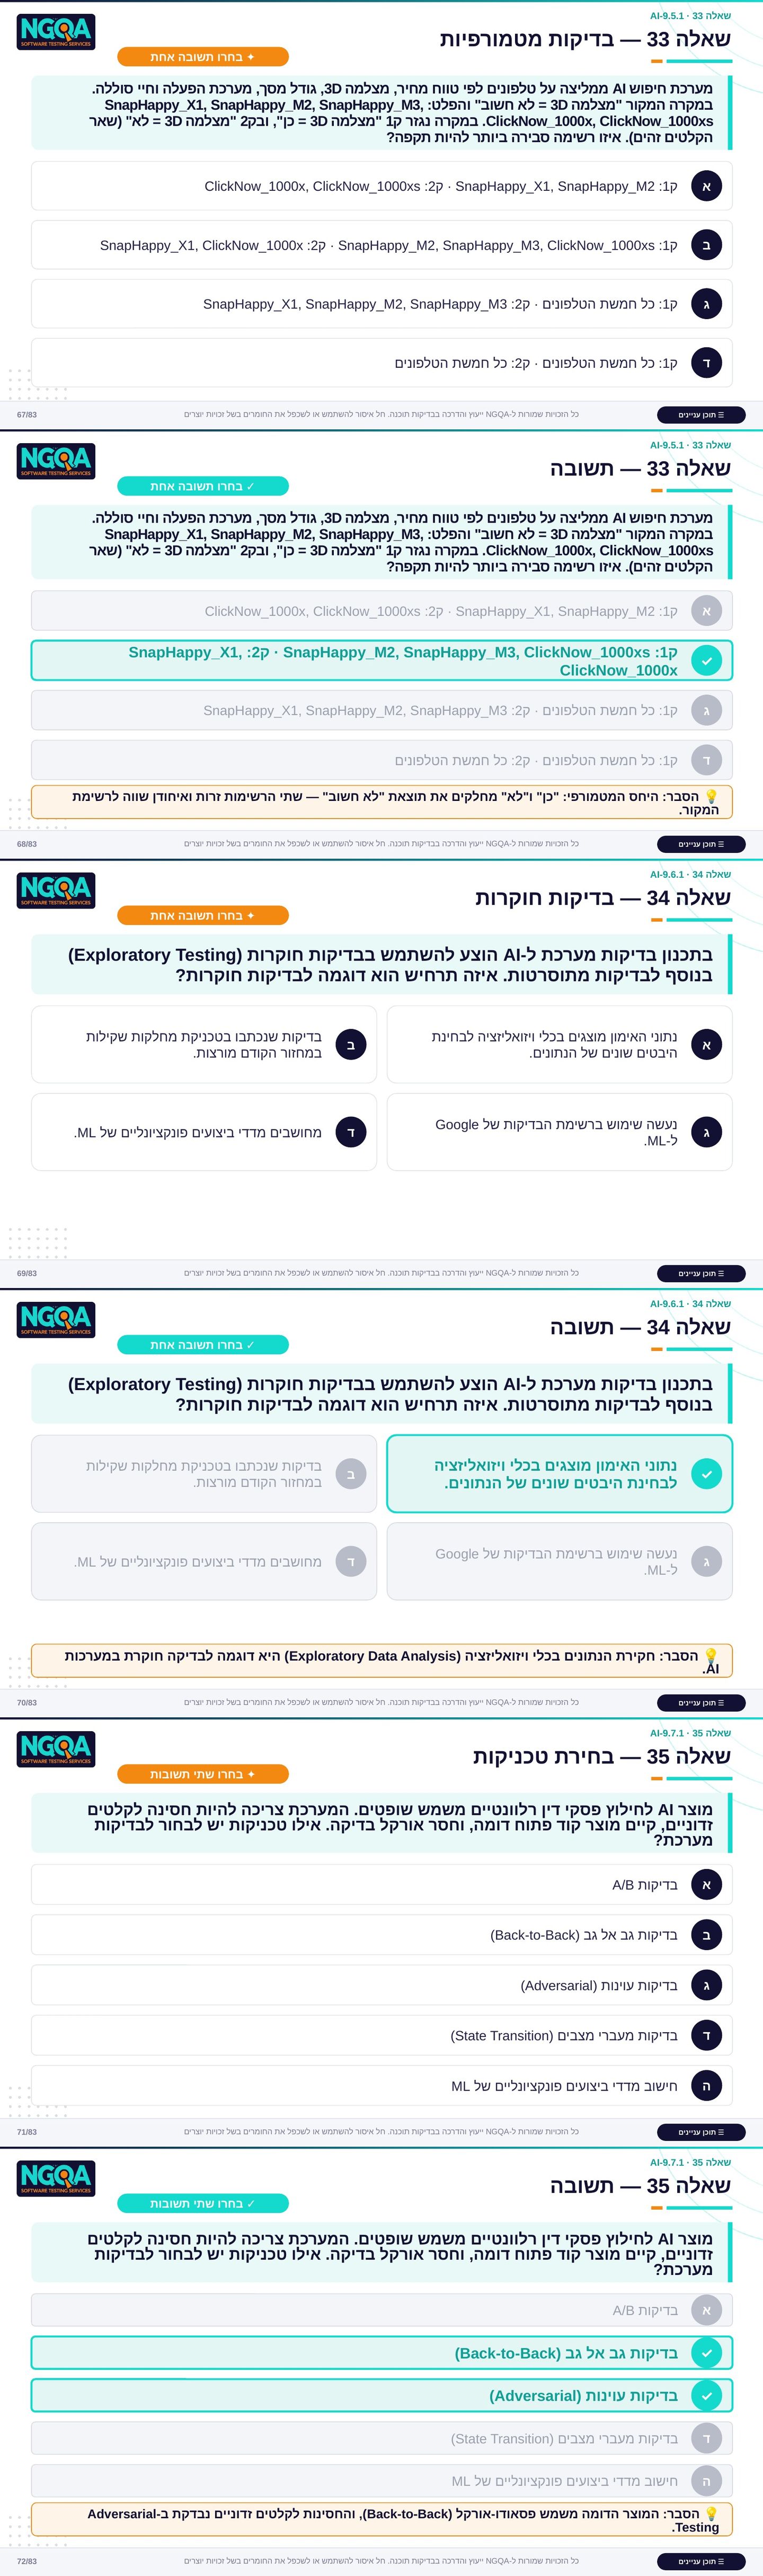 שאלה 33 · AI-9.5.1
שאלה 33 — בדיקות מטמורפיות
NGQA
SOFTWARE TESTING SERVICES
✦ בחרו תשובה אחת
מערכת חיפוש AI ממליצה על טלפונים לפי טווח מחיר, מצלמה 3D, גודל מסך, מערכת הפעלה וחיי סוללה.
במקרה המקור "מצלמה 3D = לא חשוב" והפלט: SnapHappy_X1, SnapHappy_M2, SnapHappy_M3,
ClickNow_1000x, ClickNow_1000xs. במקרה נגזר ק1 "מצלמה 3D = כן", ובק2 "מצלמה 3D = לא" (שאר
הקלטים זהים). איזו רשימה סבירה ביותר להיות תקפה?
א
ק1: SnapHappy_X1, SnapHappy_M2 · ק2: ClickNow_1000x, ClickNow_1000xs
ב
ק1: SnapHappy_M2, SnapHappy_M3, ClickNow_1000xs · ק2: SnapHappy_X1, ClickNow_1000x
ג
ק1: כל חמשת הטלפונים · ק2: SnapHappy_X1, SnapHappy_M2, SnapHappy_M3
ד
ק1: כל חמשת הטלפונים · ק2: כל חמשת הטלפונים
☰ תוכן עניינים
כל הזכויות שמורות ל-NGQA ייעוץ והדרכה בבדיקות תוכנה. חל איסור להשתמש או לשכפל את החומרים בשל זכויות יוצרים
67/83
שאלה 33 · AI-9.5.1
שאלה 33 — תשובה
NGQA
SOFTWARE TESTING SERVICES
✓ בחרו תשובה אחת
מערכת חיפוש AI ממליצה על טלפונים לפי טווח מחיר, מצלמה 3D, גודל מסך, מערכת הפעלה וחיי סוללה.
במקרה המקור "מצלמה 3D = לא חשוב" והפלט: SnapHappy_X1, SnapHappy_M2, SnapHappy_M3,
ClickNow_1000x, ClickNow_1000xs. במקרה נגזר ק1 "מצלמה 3D = כן", ובק2 "מצלמה 3D = לא" (שאר
הקלטים זהים). איזו רשימה סבירה ביותר להיות תקפה?
א
ק1: SnapHappy_X1, SnapHappy_M2 · ק2: ClickNow_1000x, ClickNow_1000xs
✓
ק1: SnapHappy_M2, SnapHappy_M3, ClickNow_1000xs · ק2: SnapHappy_X1,
ClickNow_1000x
ג
ק1: כל חמשת הטלפונים · ק2: SnapHappy_X1, SnapHappy_M2, SnapHappy_M3
ד
ק1: כל חמשת הטלפונים · ק2: כל חמשת הטלפונים
💡 הסבר: היחס המטמורפי: "כן" ו"לא" מחלקים את תוצאת "לא חשוב" — שתי הרשימות זרות ואיחודן שווה לרשימת
המקור.
☰ תוכן עניינים
כל הזכויות שמורות ל-NGQA ייעוץ והדרכה בבדיקות תוכנה. חל איסור להשתמש או לשכפל את החומרים בשל זכויות יוצרים
68/83
שאלה 34 · AI-9.6.1
שאלה 34 — בדיקות חוקרות
NGQA
SOFTWARE TESTING SERVICES
✦ בחרו תשובה אחת
בתכנון בדיקות מערכת ל-AI הוצע להשתמש בבדיקות חוקרות (Exploratory Testing)
בנוסף לבדיקות מתוסרטות. איזה תרחיש הוא דוגמה לבדיקות חוקרות?
א
נתוני האימון מוצגים בכלי ויזואליזציה לבחינת
היבטים שונים של הנתונים.
ב
בדיקות שנכתבו בטכניקת מחלקות שקילות
במחזור הקודם מורצות.
ג
נעשה שימוש ברשימת הבדיקות של Google
ל-ML.
ד
מחושבים מדדי ביצועים פונקציונליים של ML.
☰ תוכן עניינים
כל הזכויות שמורות ל-NGQA ייעוץ והדרכה בבדיקות תוכנה. חל איסור להשתמש או לשכפל את החומרים בשל זכויות יוצרים
69/83
שאלה 34 · AI-9.6.1
שאלה 34 — תשובה
NGQA
SOFTWARE TESTING SERVICES
✓ בחרו תשובה אחת
בתכנון בדיקות מערכת ל-AI הוצע להשתמש בבדיקות חוקרות (Exploratory Testing)
בנוסף לבדיקות מתוסרטות. איזה תרחיש הוא דוגמה לבדיקות חוקרות?
✓
נתוני האימון מוצגים בכלי ויזואליזציה
לבחינת היבטים שונים של הנתונים.
ב
בדיקות שנכתבו בטכניקת מחלקות שקילות
במחזור הקודם מורצות.
ג
נעשה שימוש ברשימת הבדיקות של Google
ל-ML.
ד
מחושבים מדדי ביצועים פונקציונליים של ML.
💡 הסבר: חקירת הנתונים בכלי ויזואליזציה (Exploratory Data Analysis) היא דוגמה לבדיקה חוקרת במערכות
AI.
☰ תוכן עניינים
כל הזכויות שמורות ל-NGQA ייעוץ והדרכה בבדיקות תוכנה. חל איסור להשתמש או לשכפל את החומרים בשל זכויות יוצרים
70/83
שאלה 35 · AI-9.7.1
שאלה 35 — בחירת טכניקות
NGQA
SOFTWARE TESTING SERVICES
✦ בחרו שתי תשובות
מוצר AI לחילוץ פסקי דין רלוונטיים משמש שופטים. המערכת צריכה להיות חסינה לקלטים
זדוניים, קיים מוצר קוד פתוח דומה, וחסר אורקל בדיקה. אילו טכניקות יש לבחור לבדיקות
מערכת?
א
בדיקות A/B
ב
בדיקות גב אל גב (Back-to-Back)
ג
בדיקות עוינות (Adversarial)
ד
בדיקות מעברי מצבים (State Transition)
ה
חישוב מדדי ביצועים פונקציונליים של ML
☰ תוכן עניינים
כל הזכויות שמורות ל-NGQA ייעוץ והדרכה בבדיקות תוכנה. חל איסור להשתמש או לשכפל את החומרים בשל זכויות יוצרים
71/83
שאלה 35 · AI-9.7.1
שאלה 35 — תשובה
NGQA
SOFTWARE TESTING SERVICES
✓ בחרו שתי תשובות
מוצר AI לחילוץ פסקי דין רלוונטיים משמש שופטים. המערכת צריכה להיות חסינה לקלטים
זדוניים, קיים מוצר קוד פתוח דומה, וחסר אורקל בדיקה. אילו טכניקות יש לבחור לבדיקות
מערכת?
א
בדיקות A/B
✓
בדיקות גב אל גב (Back-to-Back)
✓
בדיקות עוינות (Adversarial)
ד
בדיקות מעברי מצבים (State Transition)
ה
חישוב מדדי ביצועים פונקציונליים של ML
💡 הסבר: המוצר הדומה משמש פסאודו-אורקל (Back-to-Back), והחסינות לקלטים זדוניים נבדקת ב-Adversarial
Testing.
☰ תוכן עניינים
כל הזכויות שמורות ל-NGQA ייעוץ והדרכה בבדיקות תוכנה. חל איסור להשתמש או לשכפל את החומרים בשל זכויות יוצרים
72/83